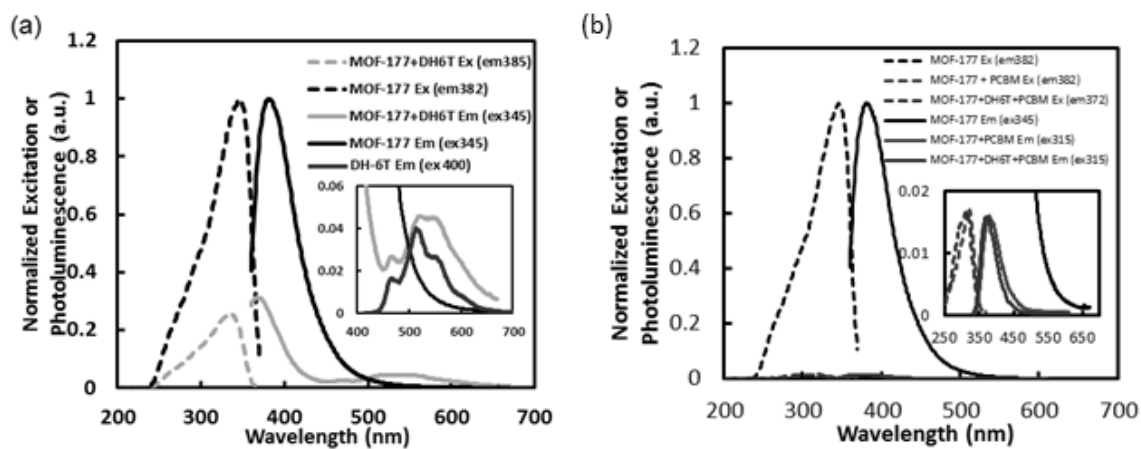 (a)
Normalized Excitation or
Photoluminescence (a.u.)
1.2
1
0.8
0.6
0.4
0.2
0
200 300 400 500 600 700
Wavelength (nm)
MOF-177+DH6T Ex (em385)
MOF-177 Ex (em382)
MOF-177+DH6T Em (ex345)
MOF-177 Em (ex345)
DH-6T Em (ex400)
0.06
0.04
0.02
0
400 500 600 700
(b)
Normalized Excitation or
Photoluminescence (a.u.)
1.2
1
0.8
0.6
0.4
0.2
0
200 300 400 500 600 700
Wavelength (nm)
MOF-177 Ex (em382)
MOF-177 + PCBM Ex (em382)
MOF-177+DH6T+PCBM Ex (em372)
MOF-177 Em (ex345)
MOF-177+PCBM Em (ex315)
MOF-177+DH6T+PCBM Em (ex315)
0.02
0.01
0
250 350 450 550 650